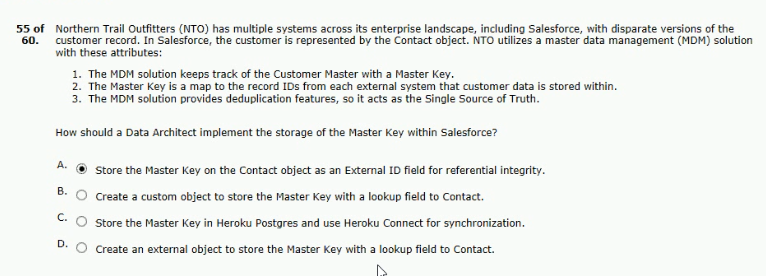 55 of Northern Trail Outfitters (NTO) has multiple systems across its enterprise landscape, including Salesforce, with disparate versions of the
60. customer record. In Salesforce, the customer is represented by the Contact object. NTO utilizes a master data management (MDM) solution
with these attributes:
1. The MDM solution keeps track of the Customer Master with a Master Key.
2. The Master Key is a map to the record IDs from each external system that customer data is stored within.
3. The MDM solution provides deduplication features, so it acts as the Single Source of Truth.
How should a Data Architect implement the storage of the Master Key within Salesforce?
A. Store the Master Key on the Contact object as an External ID field for referential integrity.
B. Create a custom object to store the Master Key with a lookup field to Contact.
C. Store the Master Key in Heroku Postgres and use Heroku Connect for synchronization.
D. Create an external object to store the Master Key with a lookup field to Contact.